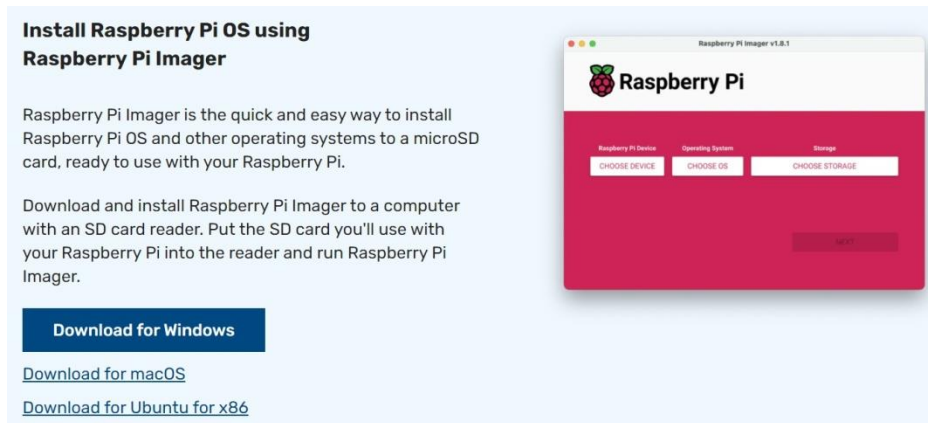 Install Raspberry Pi OS using
Raspberry Pi Imager
Raspberry Pi Imager is the quick and easy way to install
Raspberry Pi OS and other operating systems to a microSD
card, ready to use with your Raspberry Pi.
Download and install Raspberry Pi Imager to a computer
with an SD card reader. Put the SD card you'll use with
your Raspberry Pi into the reader and run Raspberry Pi
Imager.
Download for Windows
Download for macOS
Download for Ubuntu for x86
Raspberry Pi Imager v1.8.1
Raspberry Pi
Raspberry Pi Device Operating System Storage
CHOOSE DEVICE CHOOSE OS CHOOSE STORAGE
NEXT